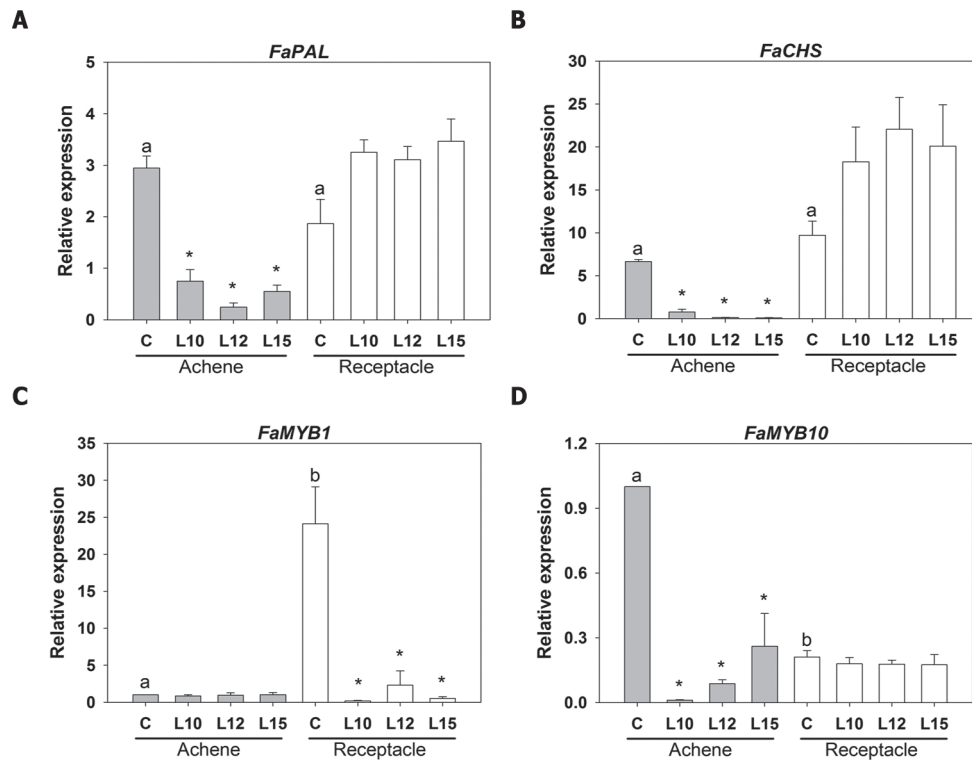 A
FaPAL
Relative expression
5
4
3
2
1
0
a
*
*
*
a
C L10 L12 L15 C L10 L12 L15
Achene Receptacle
B
FaCHS
Relative expression
30
25
20
15
10
5
0
a
*
*
*
a
C L10 L12 L15 C L10 L12 L15
Achene Receptacle
C
FaMYB1
Relative expression
35
30
25
20
15
10
5
0
a
b
*
*
*
C L10 L12 L15 C L10 L12 L15
Achene Receptacle
D
FaMYB10
Relative expression
1.2
0.9
0.6
0.3
0.0
a
*
*
*
b
C L10 L12 L15 C L10 L12 L15
Achene Receptacle